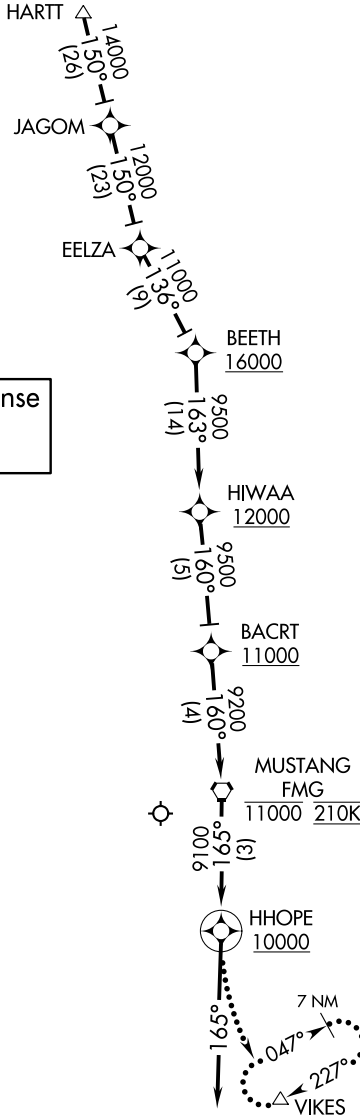 HARTT
14000
150°
(26)
JAGOM
12000
150°
(23)
EELZA
11000
136°
(9)
BEETH
16000
nse
9500
163°
(14)
HIWAA
12000
9500
160°
(5)
BACRT
11000
9200
160°
(4)
MUSTANG
FMG
11000 210K
(3)
165°
9100
HHOPE
10000
165°
7 NM
047°
227°
VIKES